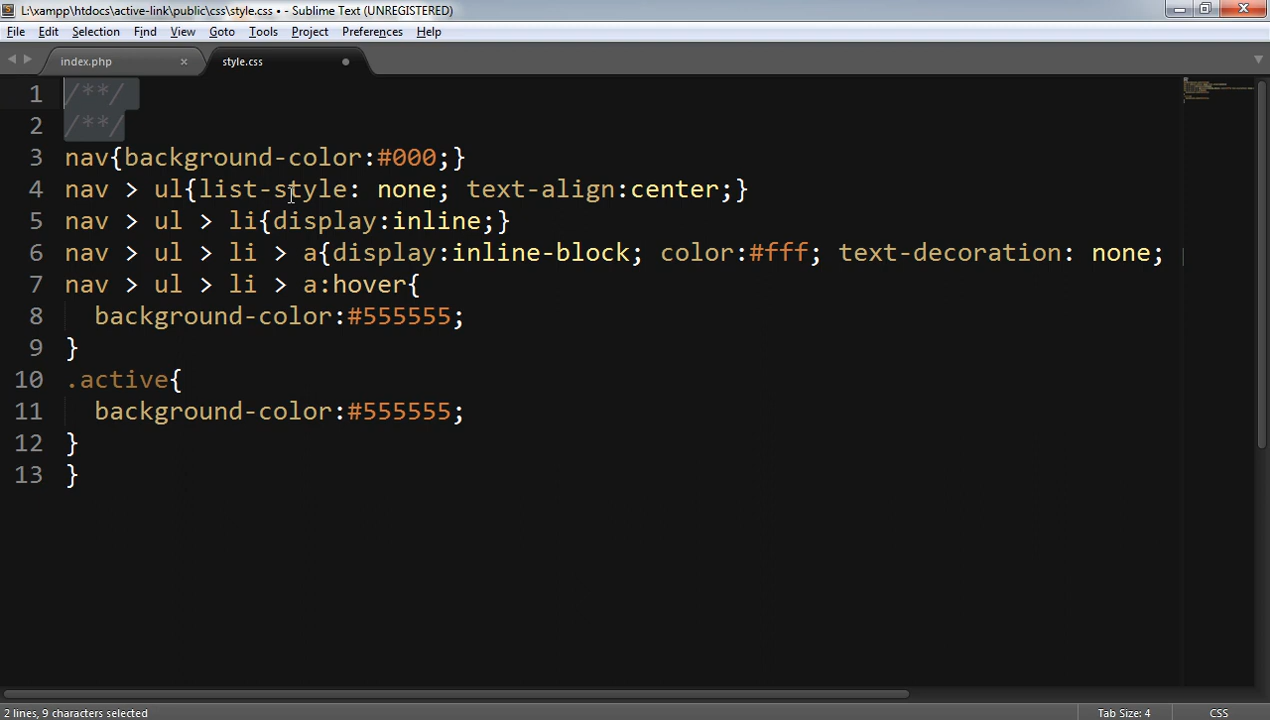 L:\xampp\htdocs\active-link\public\css\style.css • - Sublime Text (UNREGISTERED)
File Edit Selection Find View Goto Tools Project Preferences Help
index.php style.css
1 /**/
2 /**/
3 nav{background-color:#000;}
4 nav > ul{list-style: none; text-align:center;}
5 nav > ul > li{display:inline;}
6 nav > ul > li > a{display:inline-block; color:#fff; text-decoration: none;
7 nav > ul > li > a:hover{
8 background-color:#555555;
9 }
10 .active{
11 background-color:#555555;
12 }
13 }
2 lines, 9 characters selected Tab Size: 4 CSS